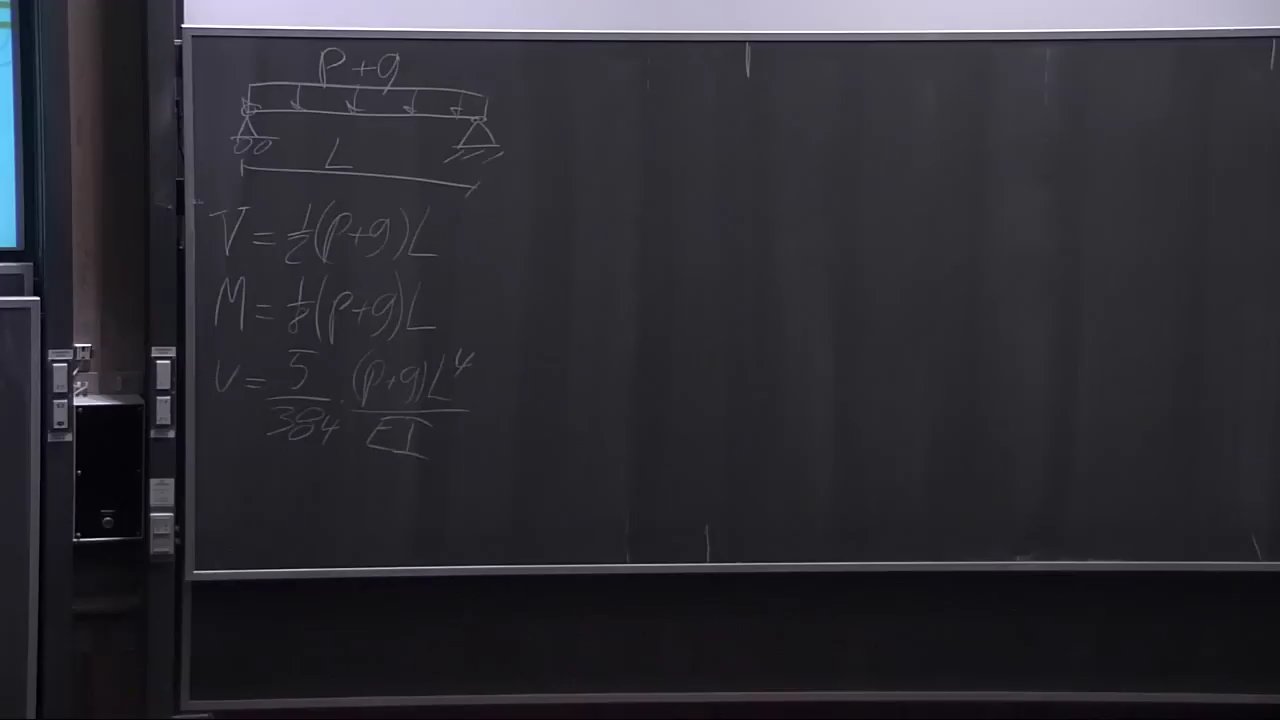 p+g
L
V = 1/2 (p+g)L
M = 1/8 (p+g)L
v = 5/384 · (p+g)L⁴/EI